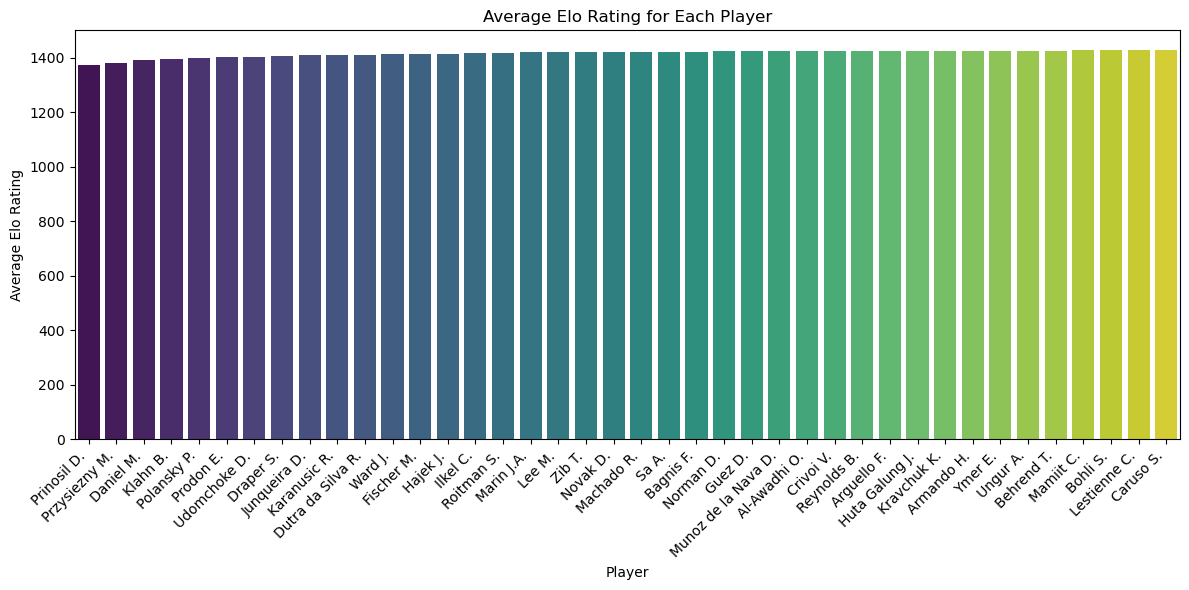 Average Elo Rating for Each Player
Average Elo Rating
1400
1200
1000
800
600
400
200
0
Prinosil D.
Przysiezny M.
Daniel M.
Klahn B.
Polansky P.
Prodon E.
Udomchoke D.
Draper S.
Junqueira D.
Karanusic R.
Dutra da Silva R.
Ward J.
Fischer M.
Hajek J.
Ilkel C.
Roitman S.
Marin J.A.
Lee M.
Zib T.
Novak D.
Machado R.
Sa A.
Bagnis F.
Norman D.
Guez D.
Munoz de la Nava D.
Al-Awadhi O.
Crivoi V.
Reynolds B.
Arguello F.
Huta Galung J.
Kravchuk K.
Armando H.
Ymer E.
Ungur A.
Behrend T.
Mamiit C.
Bohli S.
Lestienne C.
Caruso S.
Player